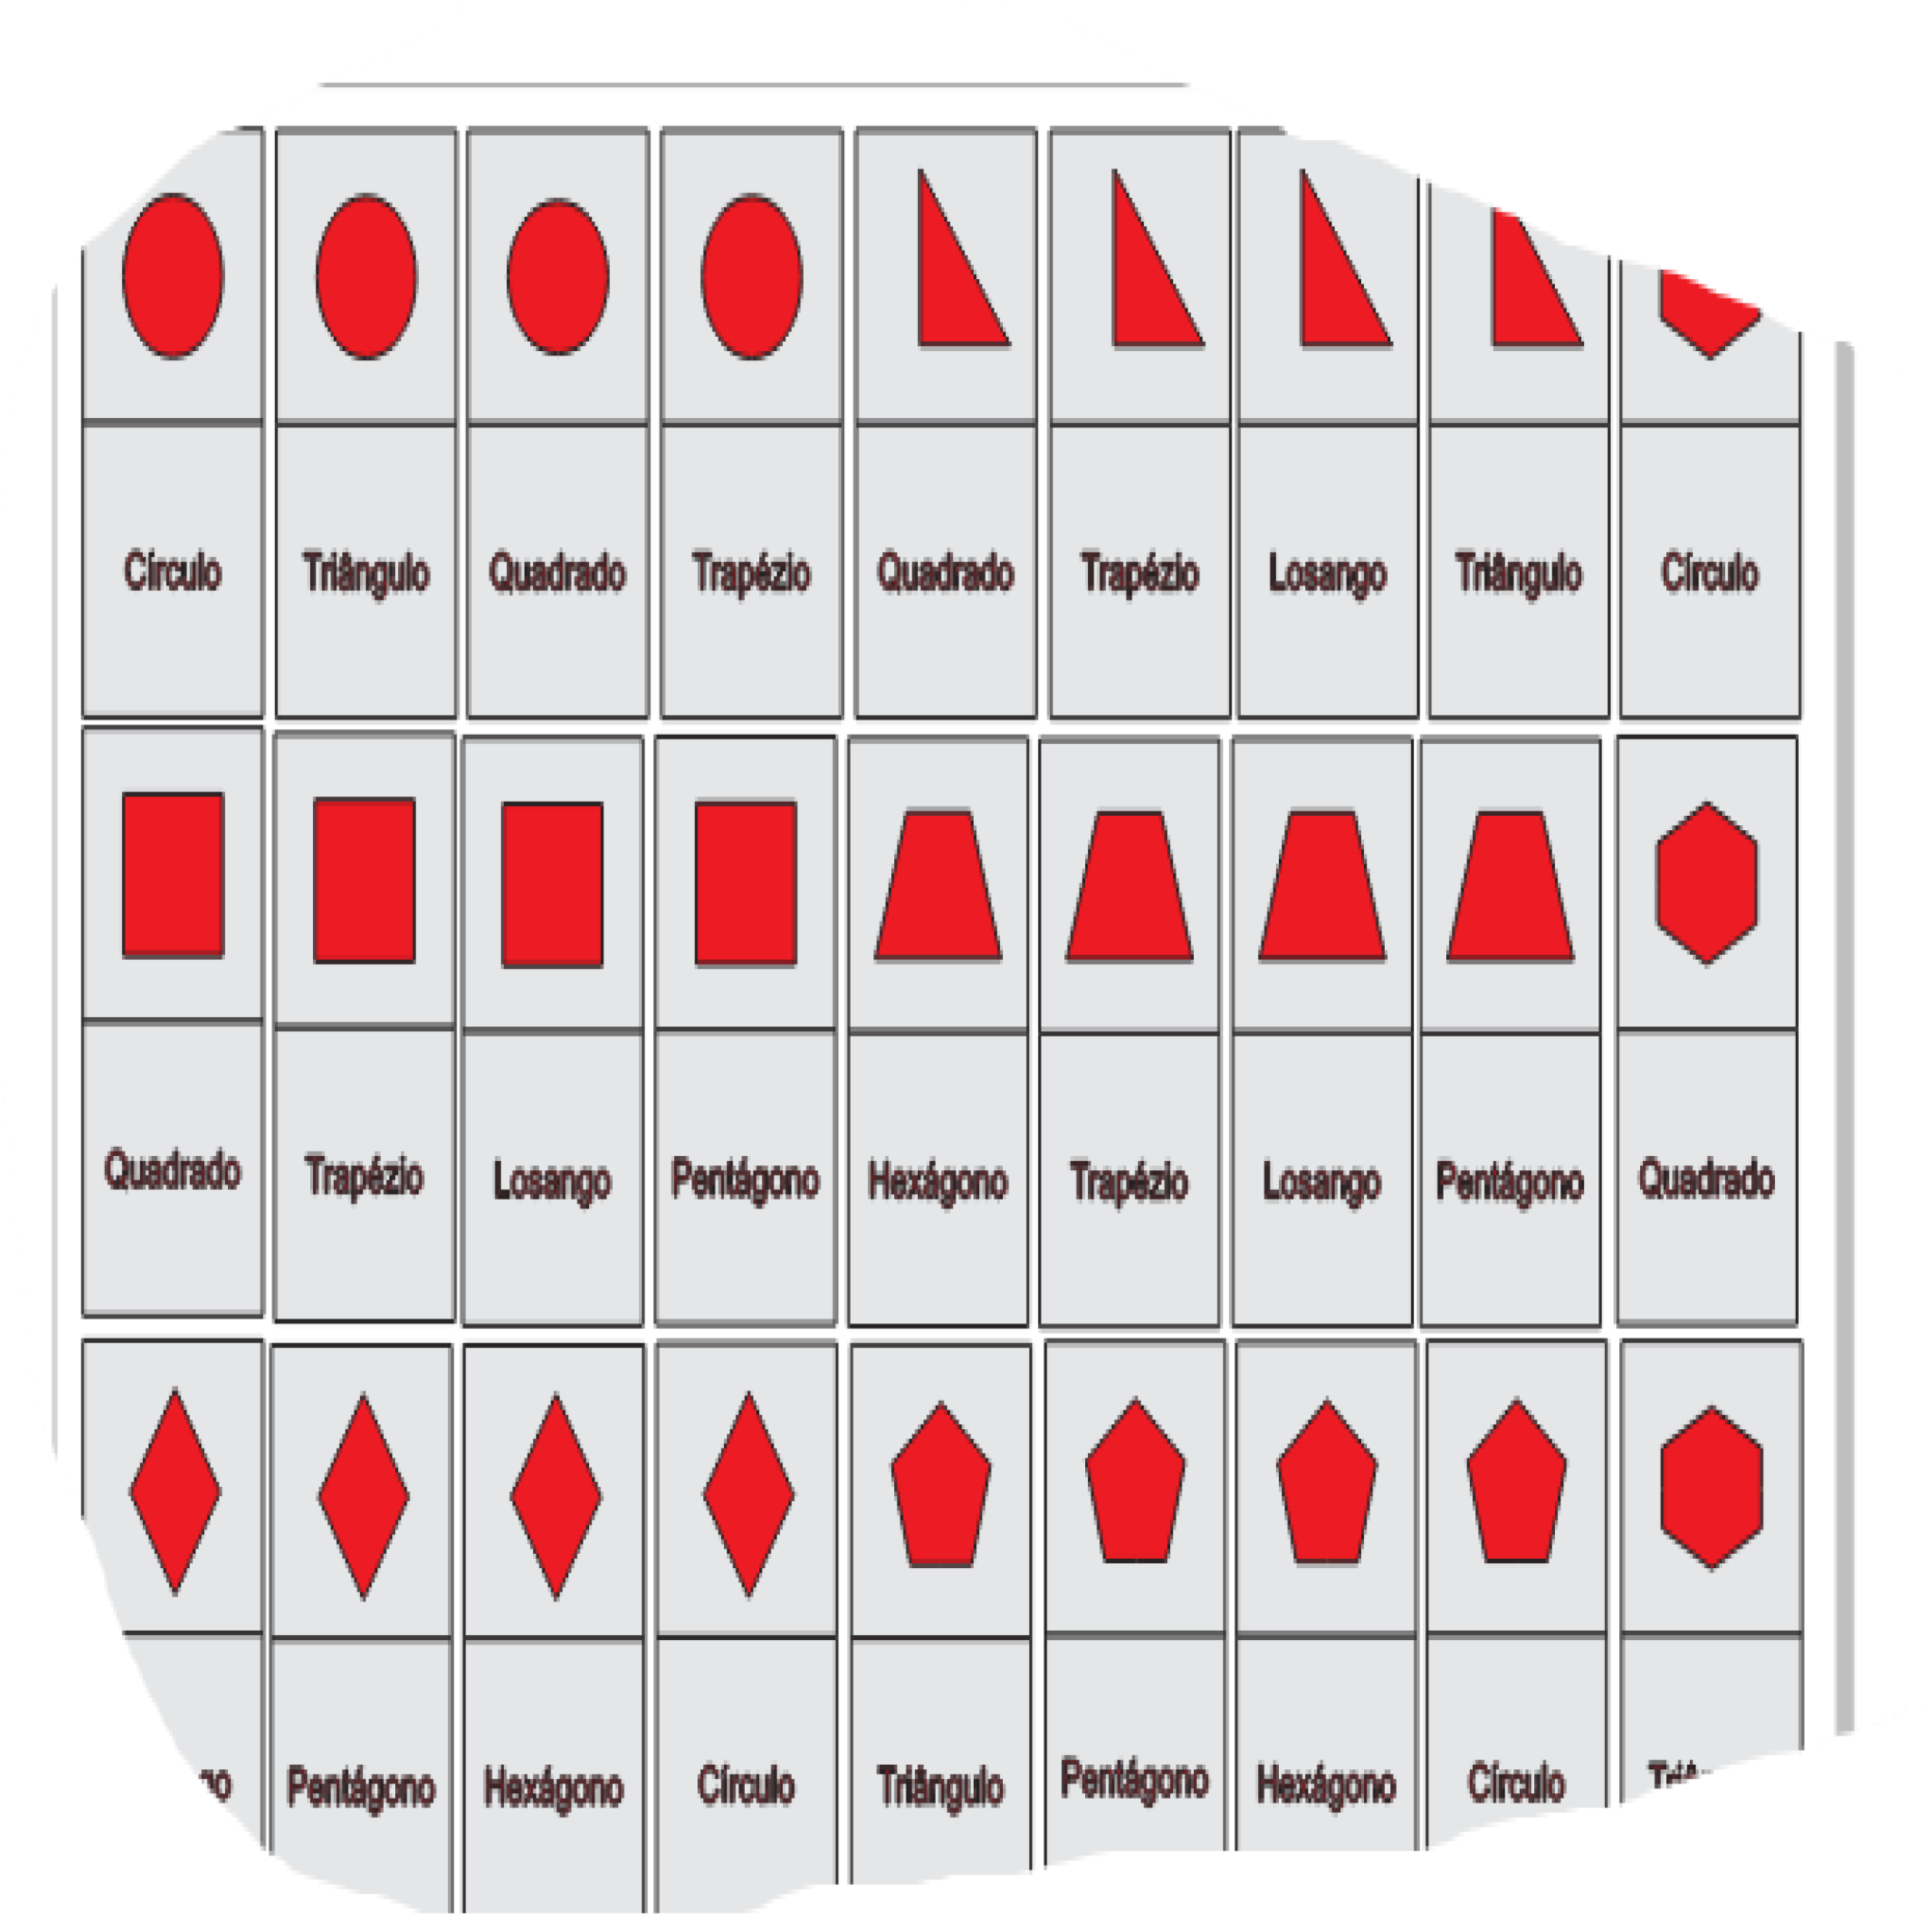 Círculo Triângulo Quadrado Trapézio Quadrado Trapézio Losango Triângulo Círculo
Quadrado Trapézio Losango Pentágono Hexágono Trapézio Losango Pentágono Quadrado
Pentágono Hexágono Círculo Triângulo Pentágono Hexágono Círculo